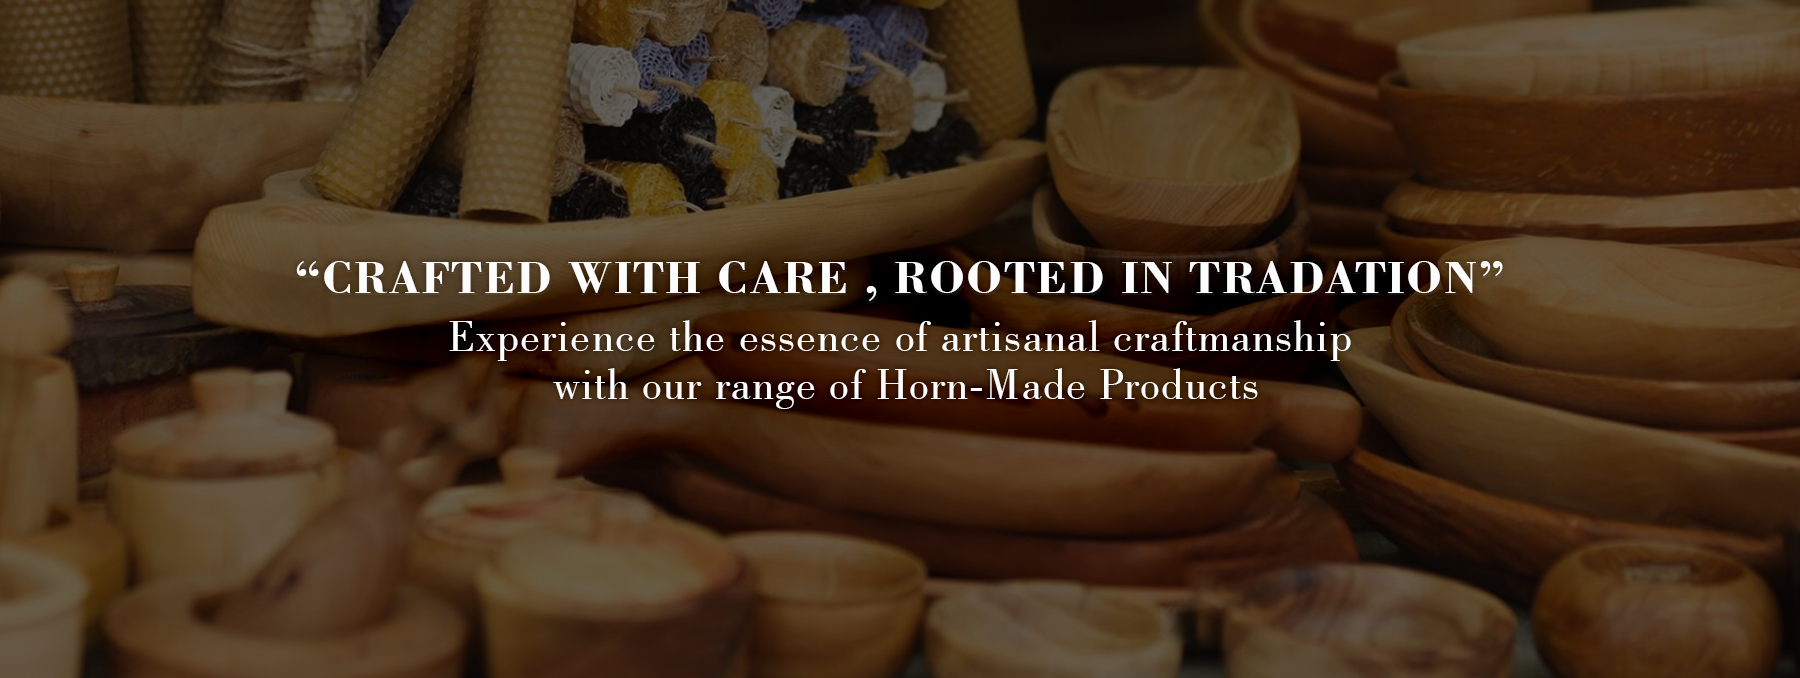 “CRAFTED WITH CARE , ROOTED IN TRADATION”
Experience the essence of artisanal craftmanship
with our range of Horn-Made Products